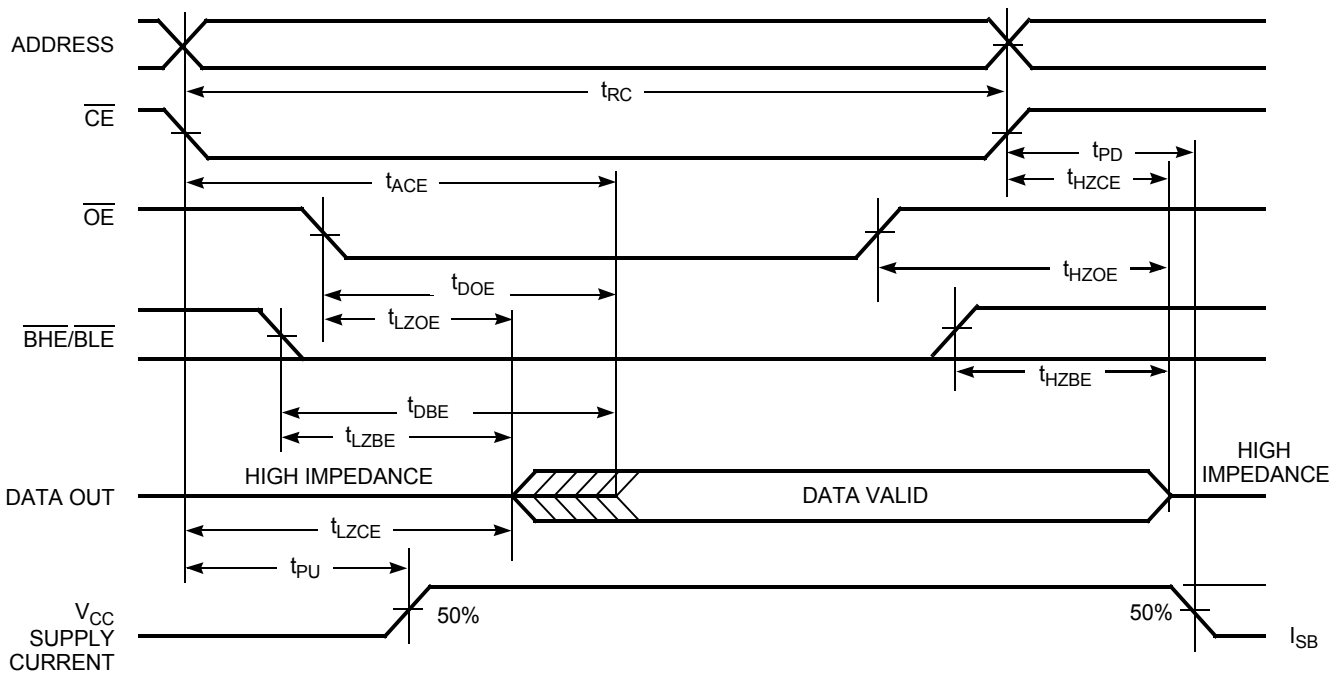 ADDRESS
tRC
CE
tPD
tACE
tHZCE
OE
tHZOE
tDOE
tLZOE
BHE/BLE
tHZBE
tDBE
tLZBE
HIGH IMPEDANCE
HIGH
IMPEDANCE
DATA OUT
DATA VALID
tLZCE
tPU
VCC
SUPPLY
CURRENT
50%
50%
ISB